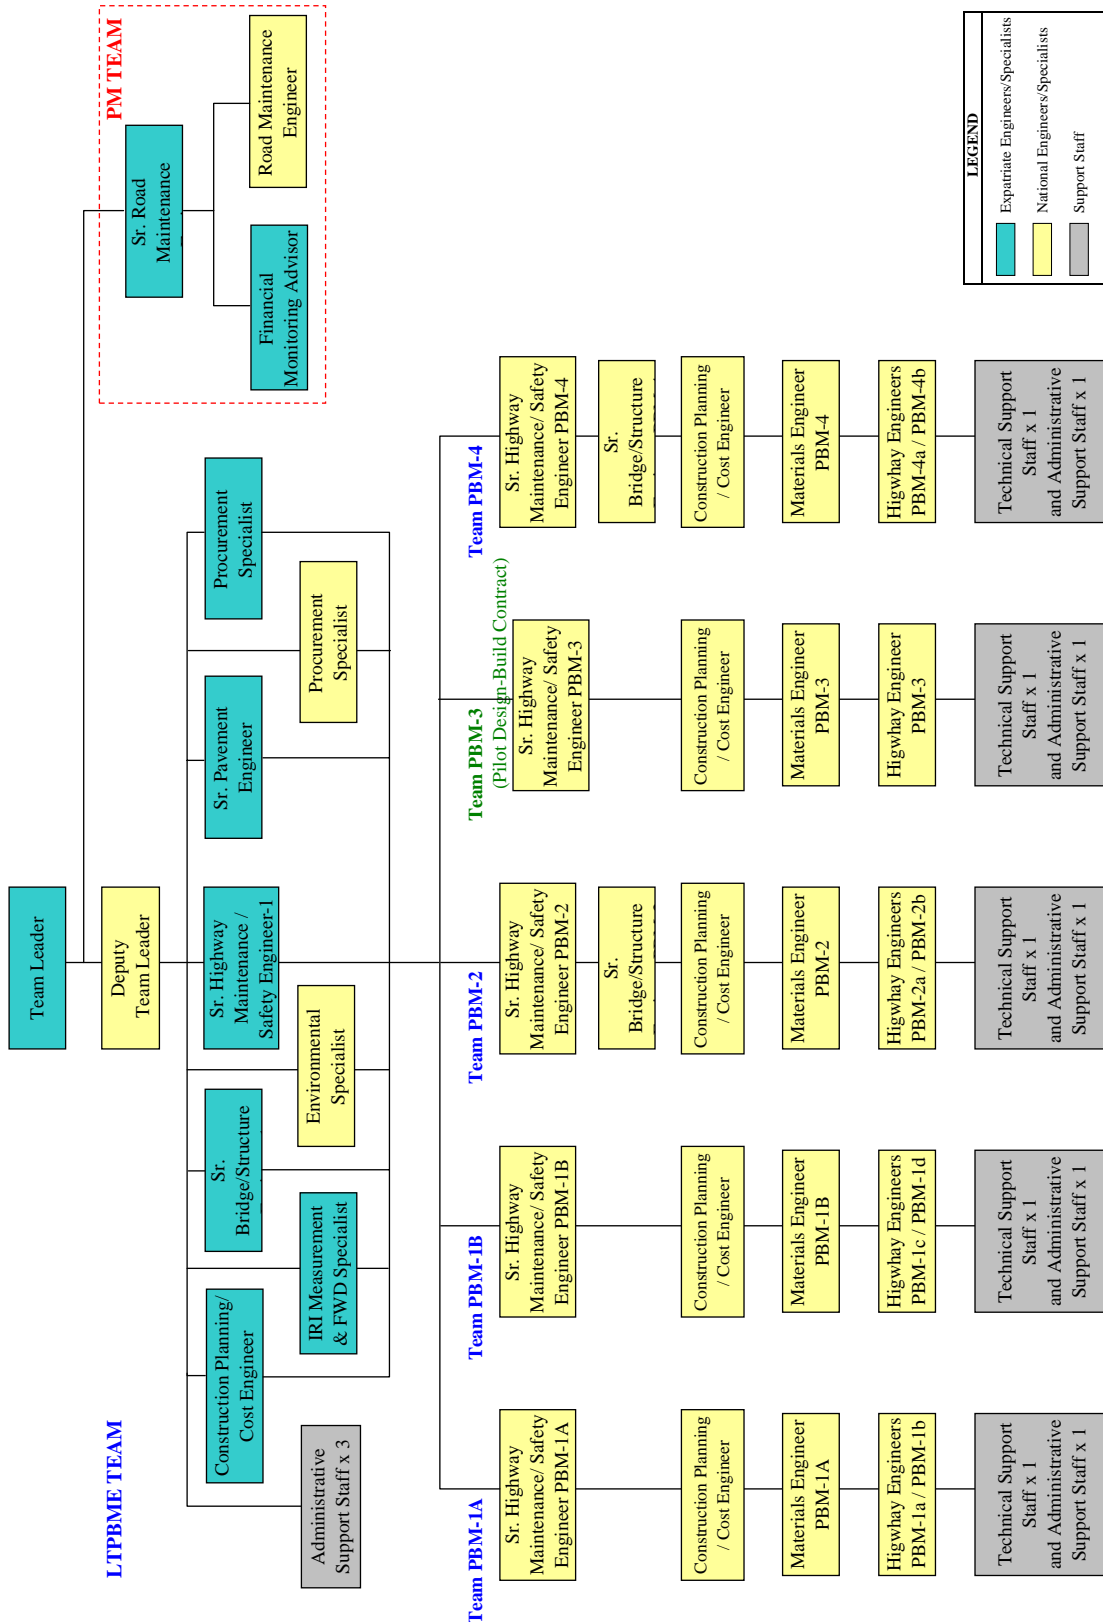 Team Leader
Deputy
Team Leader
PM TEAM
Sr. Road
Maintenance
Financial
Monitoring Advisor
Road Maintenance
Engineer
LTPBME TEAM
Construction Planning/
Cost Engineer
Sr.
Bridge/Structure
Sr. Highway
Maintenance /
Safety Engineer-1
Sr. Pavement
Engineer
Procurement
Specialist
Administrative
Support Staff x 3
IRI Measurement
& FWD Specialist
Environmental
Specialist
Procurement
Specialist
Team PBM-1A
Sr. Highway
Maintenance/ Safety
Engineer PBM-1A
Construction Planning
/ Cost Engineer
Materials Engineer
PBM-1A
Higwhay Engineers
PBM-1a / PBM-1b
Technical Support
Staff x 1
and Administrative
Support Staff x 1
Team PBM-1B
Sr. Highway
Maintenance/ Safety
Engineer PBM-1B
Construction Planning
/ Cost Engineer
Materials Engineer
PBM-1B
Higwhay Engineers
PBM-1c / PBM-1d
Technical Support
Staff x 1
and Administrative
Support Staff x 1
Team PBM-2
Sr. Highway
Maintenance/ Safety
Engineer PBM-2
Sr.
Bridge/Structure
Construction Planning
/ Cost Engineer
Materials Engineer
PBM-2
Higwhay Engineers
PBM-2a / PBM-2b
Technical Support
Staff x 1
and Administrative
Support Staff x 1
Team PBM-3
(Pilot Design-Build Contract)
Sr. Highway
Maintenance/ Safety
Engineer PBM-3
Construction Planning
/ Cost Engineer
Materials Engineer
PBM-3
Higwhay Engineer
PBM-3
Technical Support
Staff x 1
and Administrative
Support Staff x 1
Team PBM-4
Sr. Highway
Maintenance/ Safety
Engineer PBM-4
Sr.
Bridge/Structure
Construction Planning
/ Cost Engineer
Materials Engineer
PBM-4
Higwhay Engineers
PBM-4a / PBM-4b
Technical Support
Staff x 1
and Administrative
Support Staff x 1
LEGEND
Expatriate Engineers/Specialists
National Engineers/Specialists
Support Staff